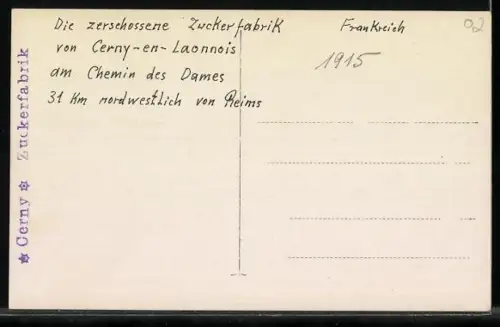 Die zerschossene Zuckerfabrik Frankreich
von Cerny-en-Laonnois
am Chemin des Dames
31 Km nordwestlich von Reims
1915
02
* Cerny * Zuckerfabrik